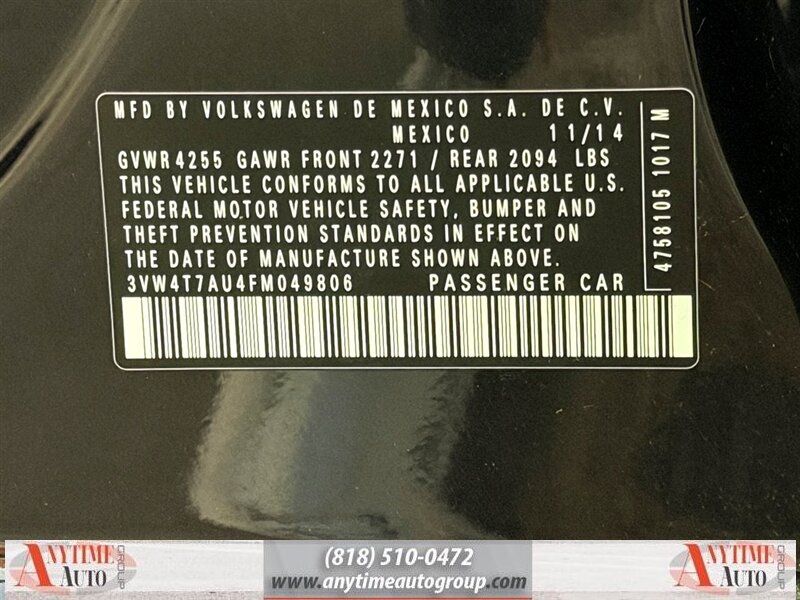 MFD BY VOLKSWAGEN DE MEXICO S.A. DE C.V.
MEXICO 11/14
GVWR 4255 GAWR FRONT 2271 / REAR 2094 LBS
THIS VEHICLE CONFORMS TO ALL APPLICABLE U.S.
FEDERAL MOTOR VEHICLE SAFETY, BUMPER AND
THEFT PREVENTION STANDARDS IN EFFECT ON
THE DATE OF MANUFACTURE SHOWN ABOVE.
3VW4T7AU4FM049806 PASSENGER CAR
4758105 1017 M
ANYTIME AUTO GROUP
(818) 510-0472
www.anytimeautogroup.com
ANYTIME AUTO GROUP